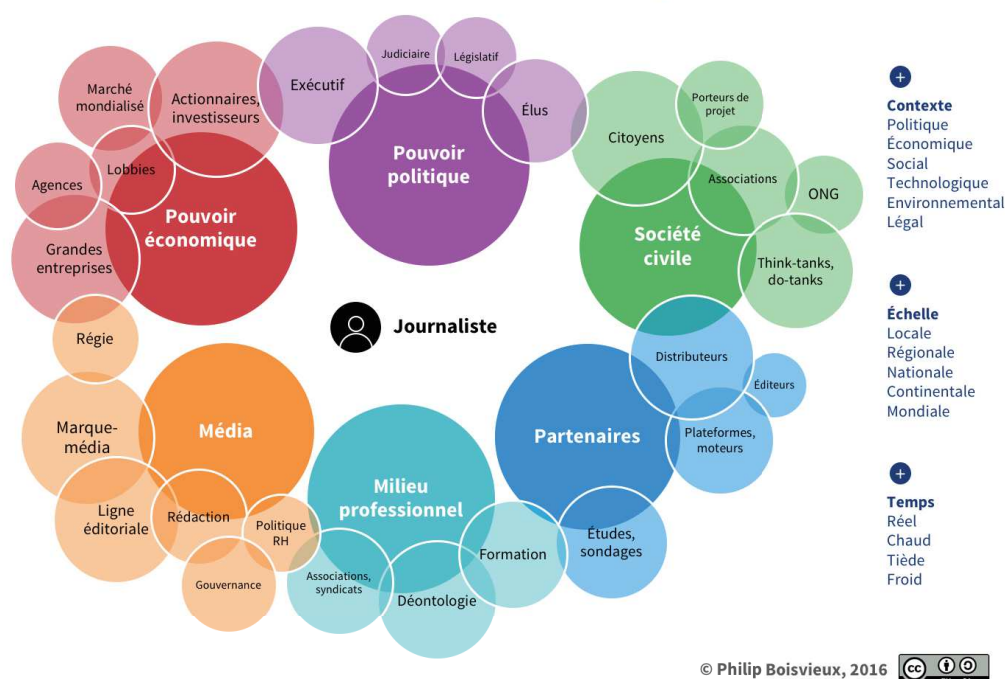 Marché
mondialisé
Actionnaires,
investisseurs
Lobbies
Agences
Grandes
entreprises
Pouvoir
économique
Exécutif
Judiciaire
Législatif
Élus
Pouvoir
politique
Citoyens
Porteurs de
projet
Associations
ONG
Think-tanks,
do-tanks
Société
civile
Journaliste
Régie
Marque-
média
Ligne
éditoriale
Rédaction
Politique
RH
Gouvernance
Média
Milieu
professionnel
Associations,
syndicats
Déontologie
Formation
Partenaires
Distributeurs
Éditeurs
Plateformes,
moteurs
Études,
sondages
+
Contexte
Politique
Économique
Social
Technologique
Environnemental
Légal
+
Échelle
Locale
Régionale
Nationale
Continentale
Mondiale
+
Temps
Réel
Chaud
Tiède
Froid
© Philip Boisvieux, 2016
cc